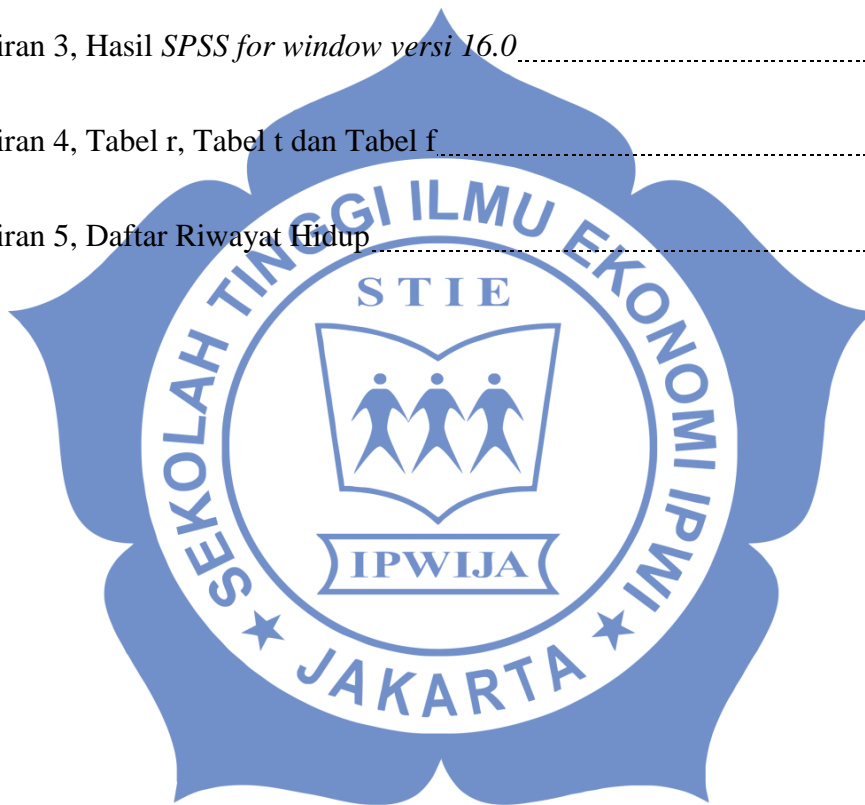 iran 3, Hasil SPSS for window versi 16.0
iran 4, Tabel r, Tabel t dan Tabel f
iran 5, Daftar Riwayat Hidup
SEKOLAH TINGGI ILMU EKONOMI IPWI
STIE
IPWIJA
★ JAKARTA ★